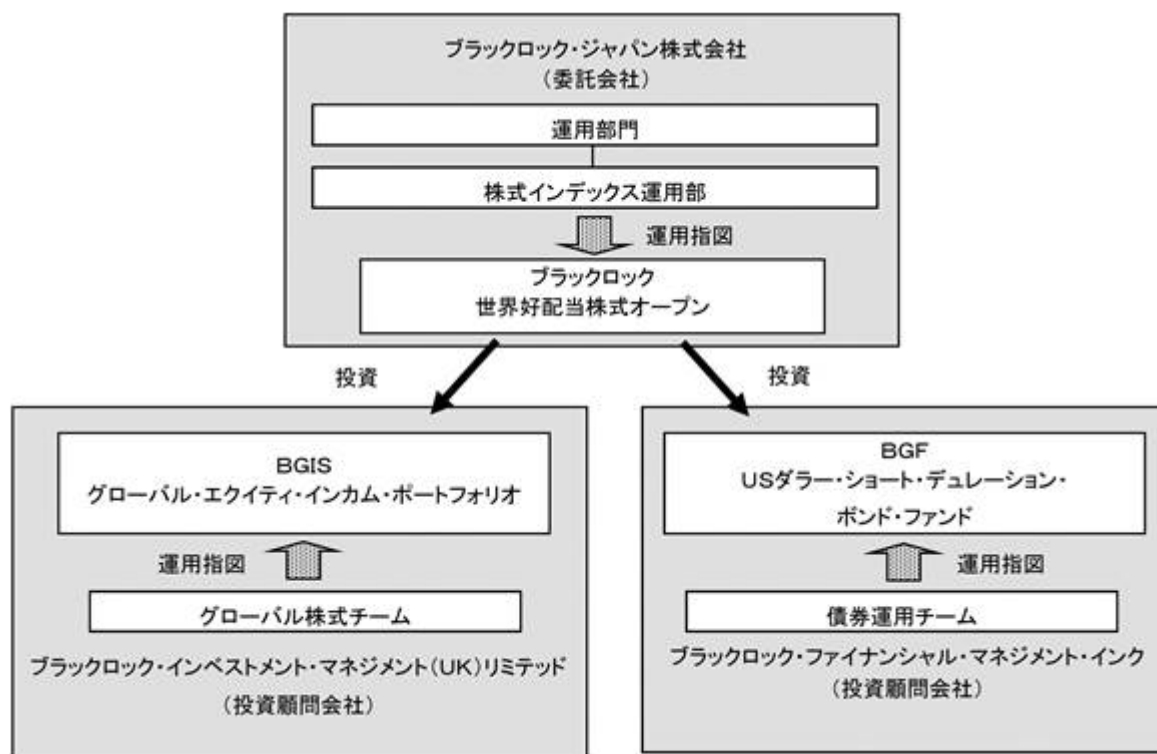 ブラックロック・ジャパン株式会社
(委託会社)
運用部門
株式インデックス運用部
運用指図
ブラックロック
世界好配当株式オープン
投資
投資
BGIS
グローバル・エクイティ・インカム・ポートフォリオ
運用指図
グローバル株式チーム
ブラックロック・インベストメント・マネジメント(UK)リミテッド
(投資顧問会社)
BGF
USダラー・ショート・デュレーション・
ボンド・ファンド
運用指図
債券運用チーム
ブラックロック・ファイナンシャル・マネジメント・インク
(投資顧問会社)